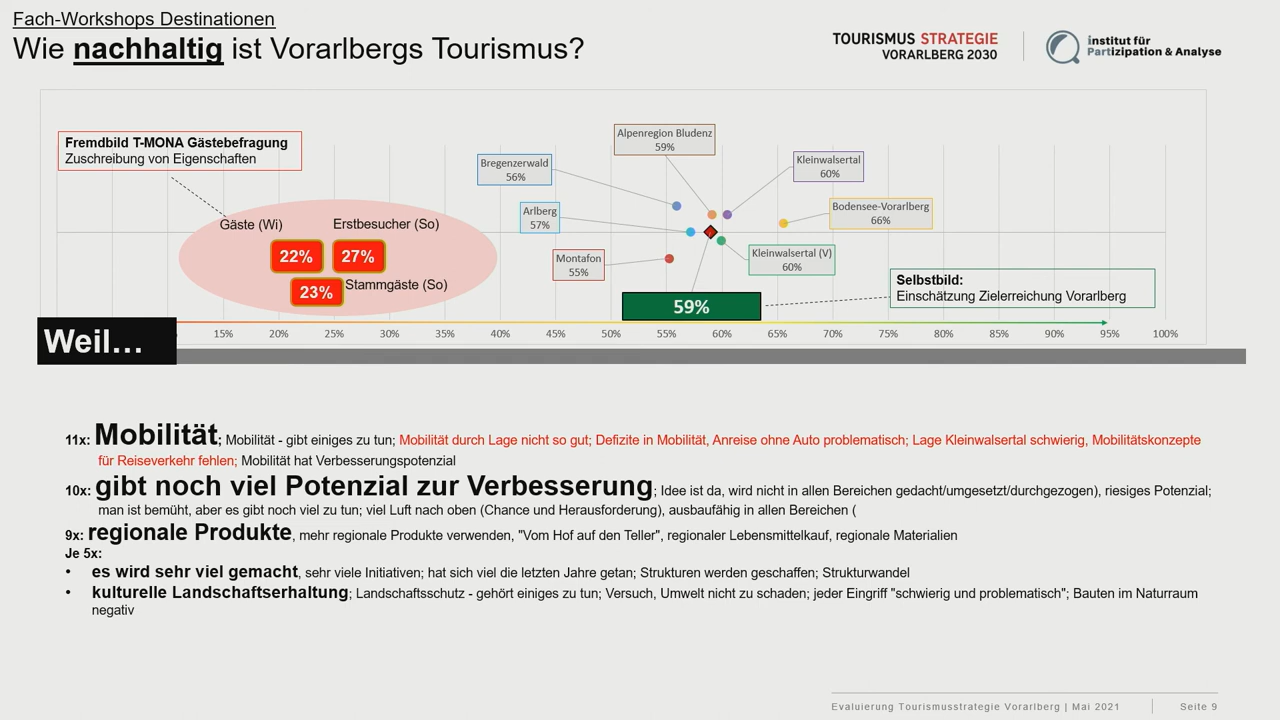 Fach-Workshops Destinationen
Wie nachhaltig ist Vorarlbergs Tourismus?
TOURISMUS STRATEGIE
VORARLBERG 2030
institut für
Partizipation & Analyse
Fremdbild T-MONA Gästebefragung
Zuschreibung von Eigenschaften
Alpenregion Bludenz
59%
Bregenzerwald
56%
Kleinwalsertal
60%
Arlberg
57%
Bodensee-Vorarlberg
66%
Gäste (Wi)
Erstbesucher (So)
22%
27%
23%
Stammgäste (So)
Montafon
55%
Kleinwalsertal (V)
60%
Selbstbild:
Einschätzung Zielerreichung Vorarlberg
59%
Weil…
15% 20% 25% 30% 35% 40% 45% 50% 55% 60% 65% 70% 75% 80% 85% 90% 95% 100%
11x: Mobilität; Mobilität - gibt einiges zu tun; Mobilität durch Lage nicht so gut; Defizite in Mobilität, Anreise ohne Auto problematisch; Lage Kleinwalsertal schwierig, Mobilitätskonzepte
für Reiseverkehr fehlen; Mobilität hat Verbesserungspotenzial
10x: gibt noch viel Potenzial zur Verbesserung; Idee ist da, wird nicht in allen Bereichen gedacht/umgesetzt/durchgezogen), riesiges Potenzial;
man ist bemüht, aber es gibt noch viel zu tun; viel Luft nach oben (Chance und Herausforderung), ausbaufähig in allen Bereichen (
9x: regionale Produkte, mehr regionale Produkte verwenden, "Vom Hof auf den Teller", regionaler Lebensmittelkauf, regionale Materialien
Je 5x:
• es wird sehr viel gemacht, sehr viele Initiativen; hat sich viel die letzten Jahre getan; Strukturen werden geschaffen; Strukturwandel
• kulturelle Landschaftserhaltung; Landschaftsschutz - gehört einiges zu tun; Versuch, Umwelt nicht zu schaden; jeder Eingriff "schwierig und problematisch"; Bauten im Naturraum
negativ
Evaluierung Tourismusstrategie Vorarlberg | Mai 2021
Seite 9